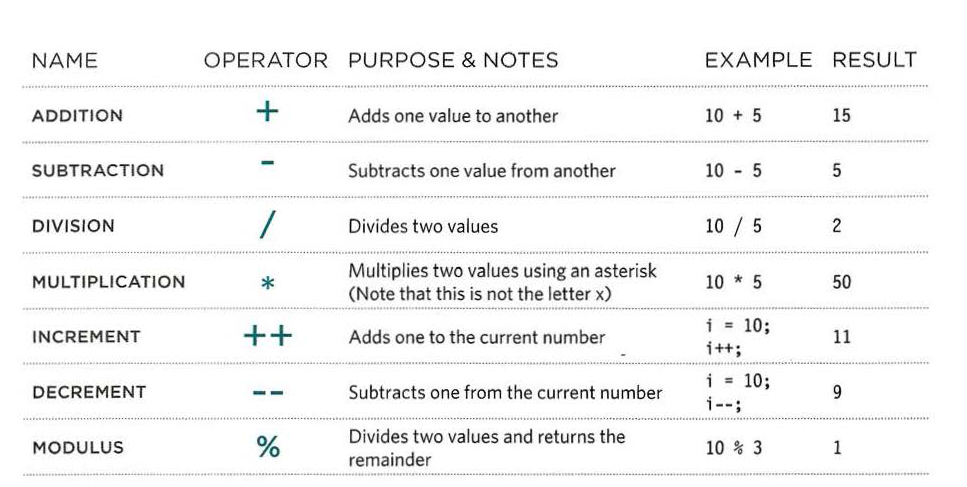 NAME OPERATOR PURPOSE & NOTES EXAMPLE RESULT
ADDITION + Adds one value to another 10 + 5 15
SUBTRACTION - Subtracts one value from another 10 - 5 5
DIVISION / Divides two values 10 / 5 2
MULTIPLICATION * Multiplies two values using an asterisk
(Note that this is not the letter x) 10 * 5 50
INCREMENT ++ Adds one to the current number i = 10;
i++; 11
DECREMENT -- Subtracts one from the current number i = 10;
i--; 9
MODULUS % Divides two values and returns the
remainder 10 % 3 1